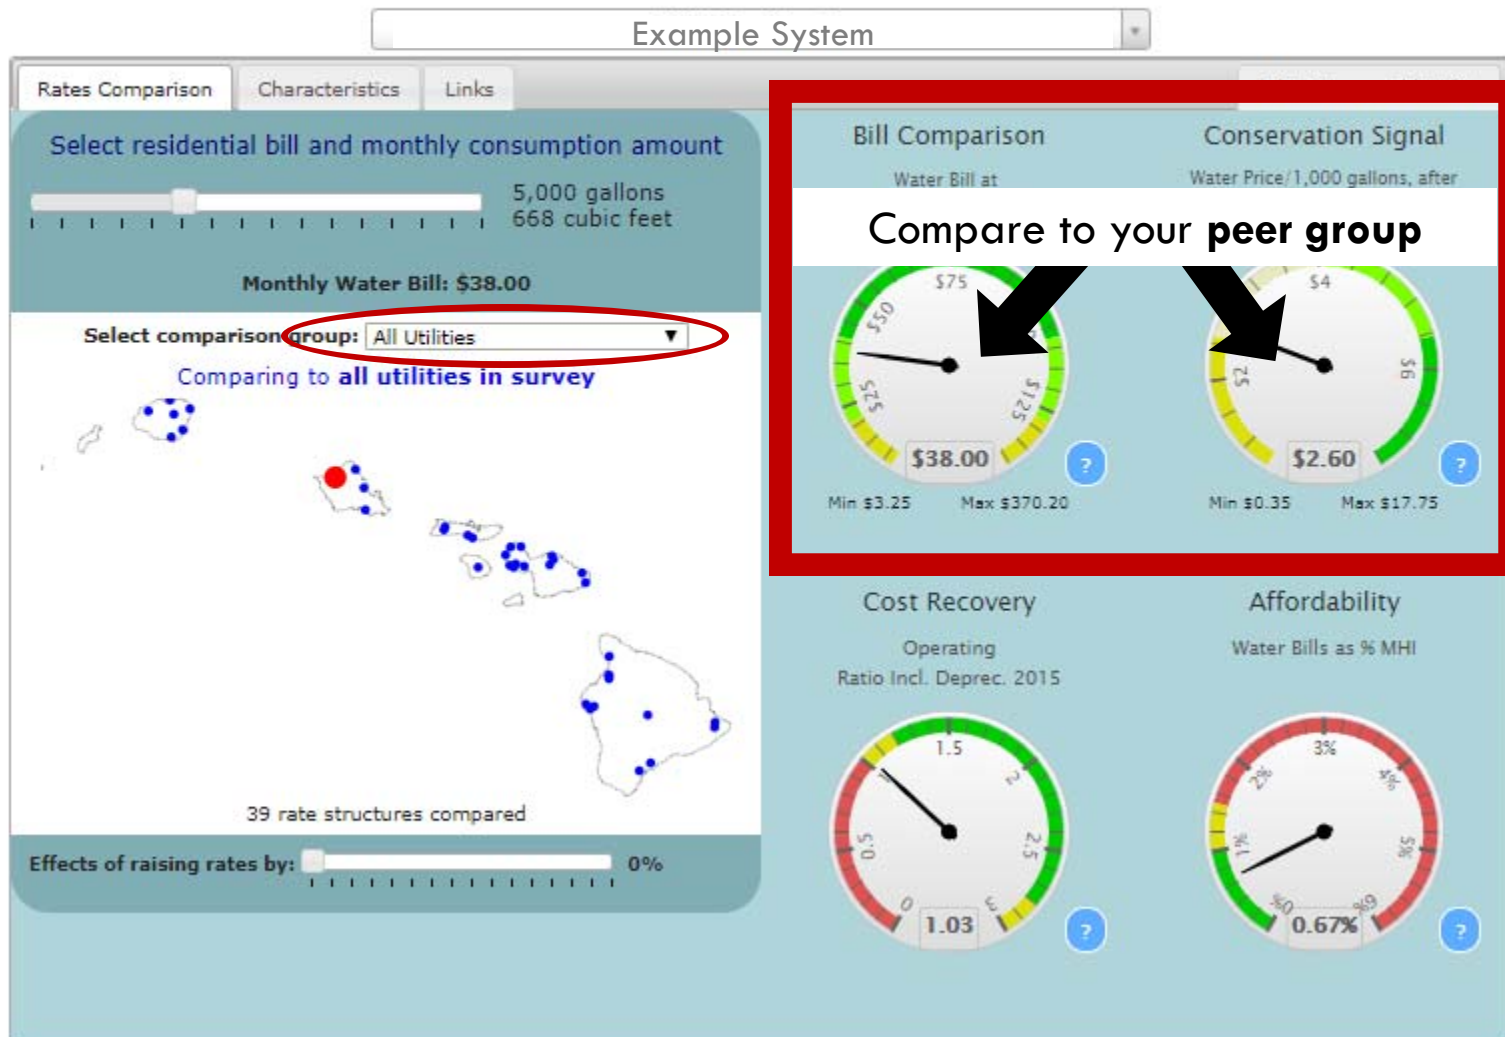 Example System
Rates Comparison
Characteristics
Links
Select residential bill and monthly consumption amount
5,000 gallons
668 cubic feet
Monthly Water Bill: $38.00
Select comparison group: All Utilities
Comparing to all utilities in survey
39 rate structures compared
Effects of raising rates by: 0%
Bill Comparison
Water Bill at
Conservation Signal
Water Price/1,000 gallons, after
Compare to your peer group
$25
$50
$75
$125
$38.00
?
Min $3.25 Max $370.20
$2
$4
$6
$2.60
?
Min $0.35 Max $17.75
Cost Recovery
Operating
Ratio Incl. Deprec. 2015
0
0.5
1
1.5
2
2.5
3
1.03
?
Affordability
Water Bills as % MHI
0%
1%
2%
3%
4%
5%
6%
0.67%
?